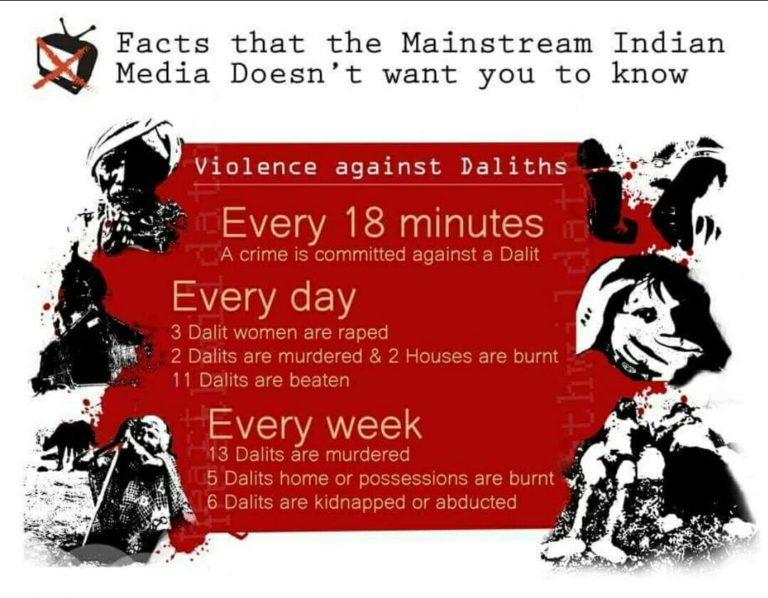 Facts that the Mainstream Indian
Media Doesn't want you to know
Violence against Daliths
Every 18 minutes
A crime is committed against a Dalit
Every day
3 Dalit women are raped
2 Dalits are murdered & 2 Houses are burnt
11 Dalits are beaten
Every week
13 Dalits are murdered
5 Dalits home or possessions are burnt
6 Dalits are kidnapped or abducted